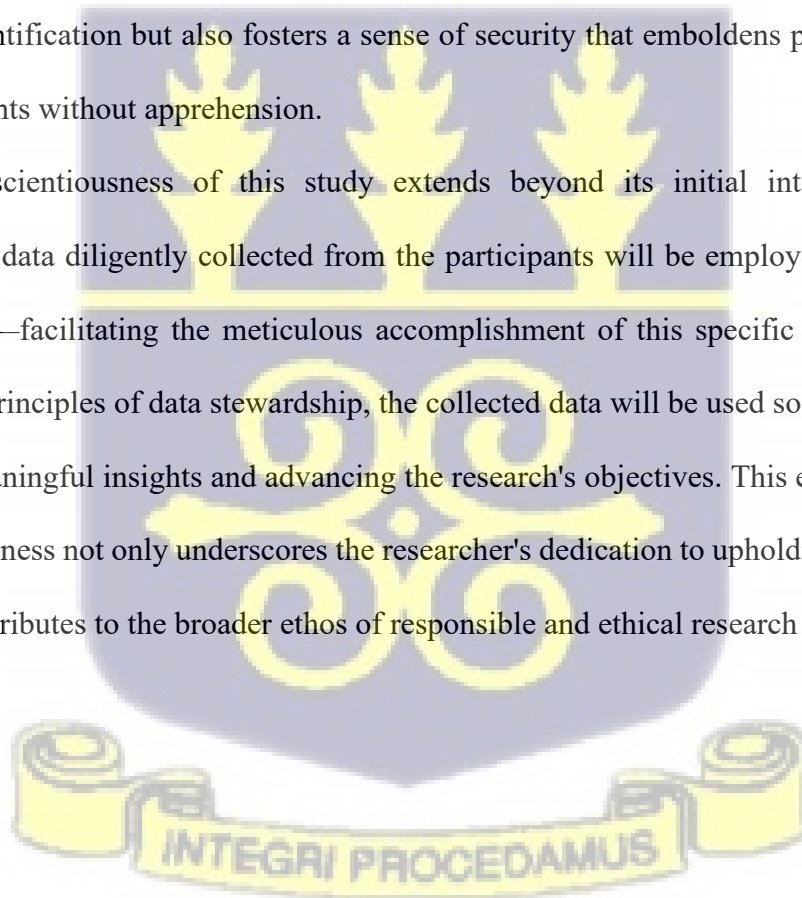 ntification but also fosters a sense of security that emboldens p
nts without apprehension.
scientiousness of this study extends beyond its initial int
data diligently collected from the participants will be employ
—facilitating the meticulous accomplishment of this specific
rinciples of data stewardship, the collected data will be used so
aningful insights and advancing the research's objectives. This e
ness not only underscores the researcher's dedication to uphold
ributes to the broader ethos of responsible and ethical research
INTEGRI PROCEDAMUS